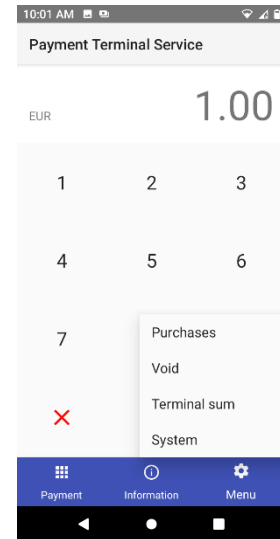 10:01 AM
Payment Terminal Service
EUR 1.00
1 2 3
4 5 6
7
Purchases
Void
Terminal sum
System
Payment Information Menu